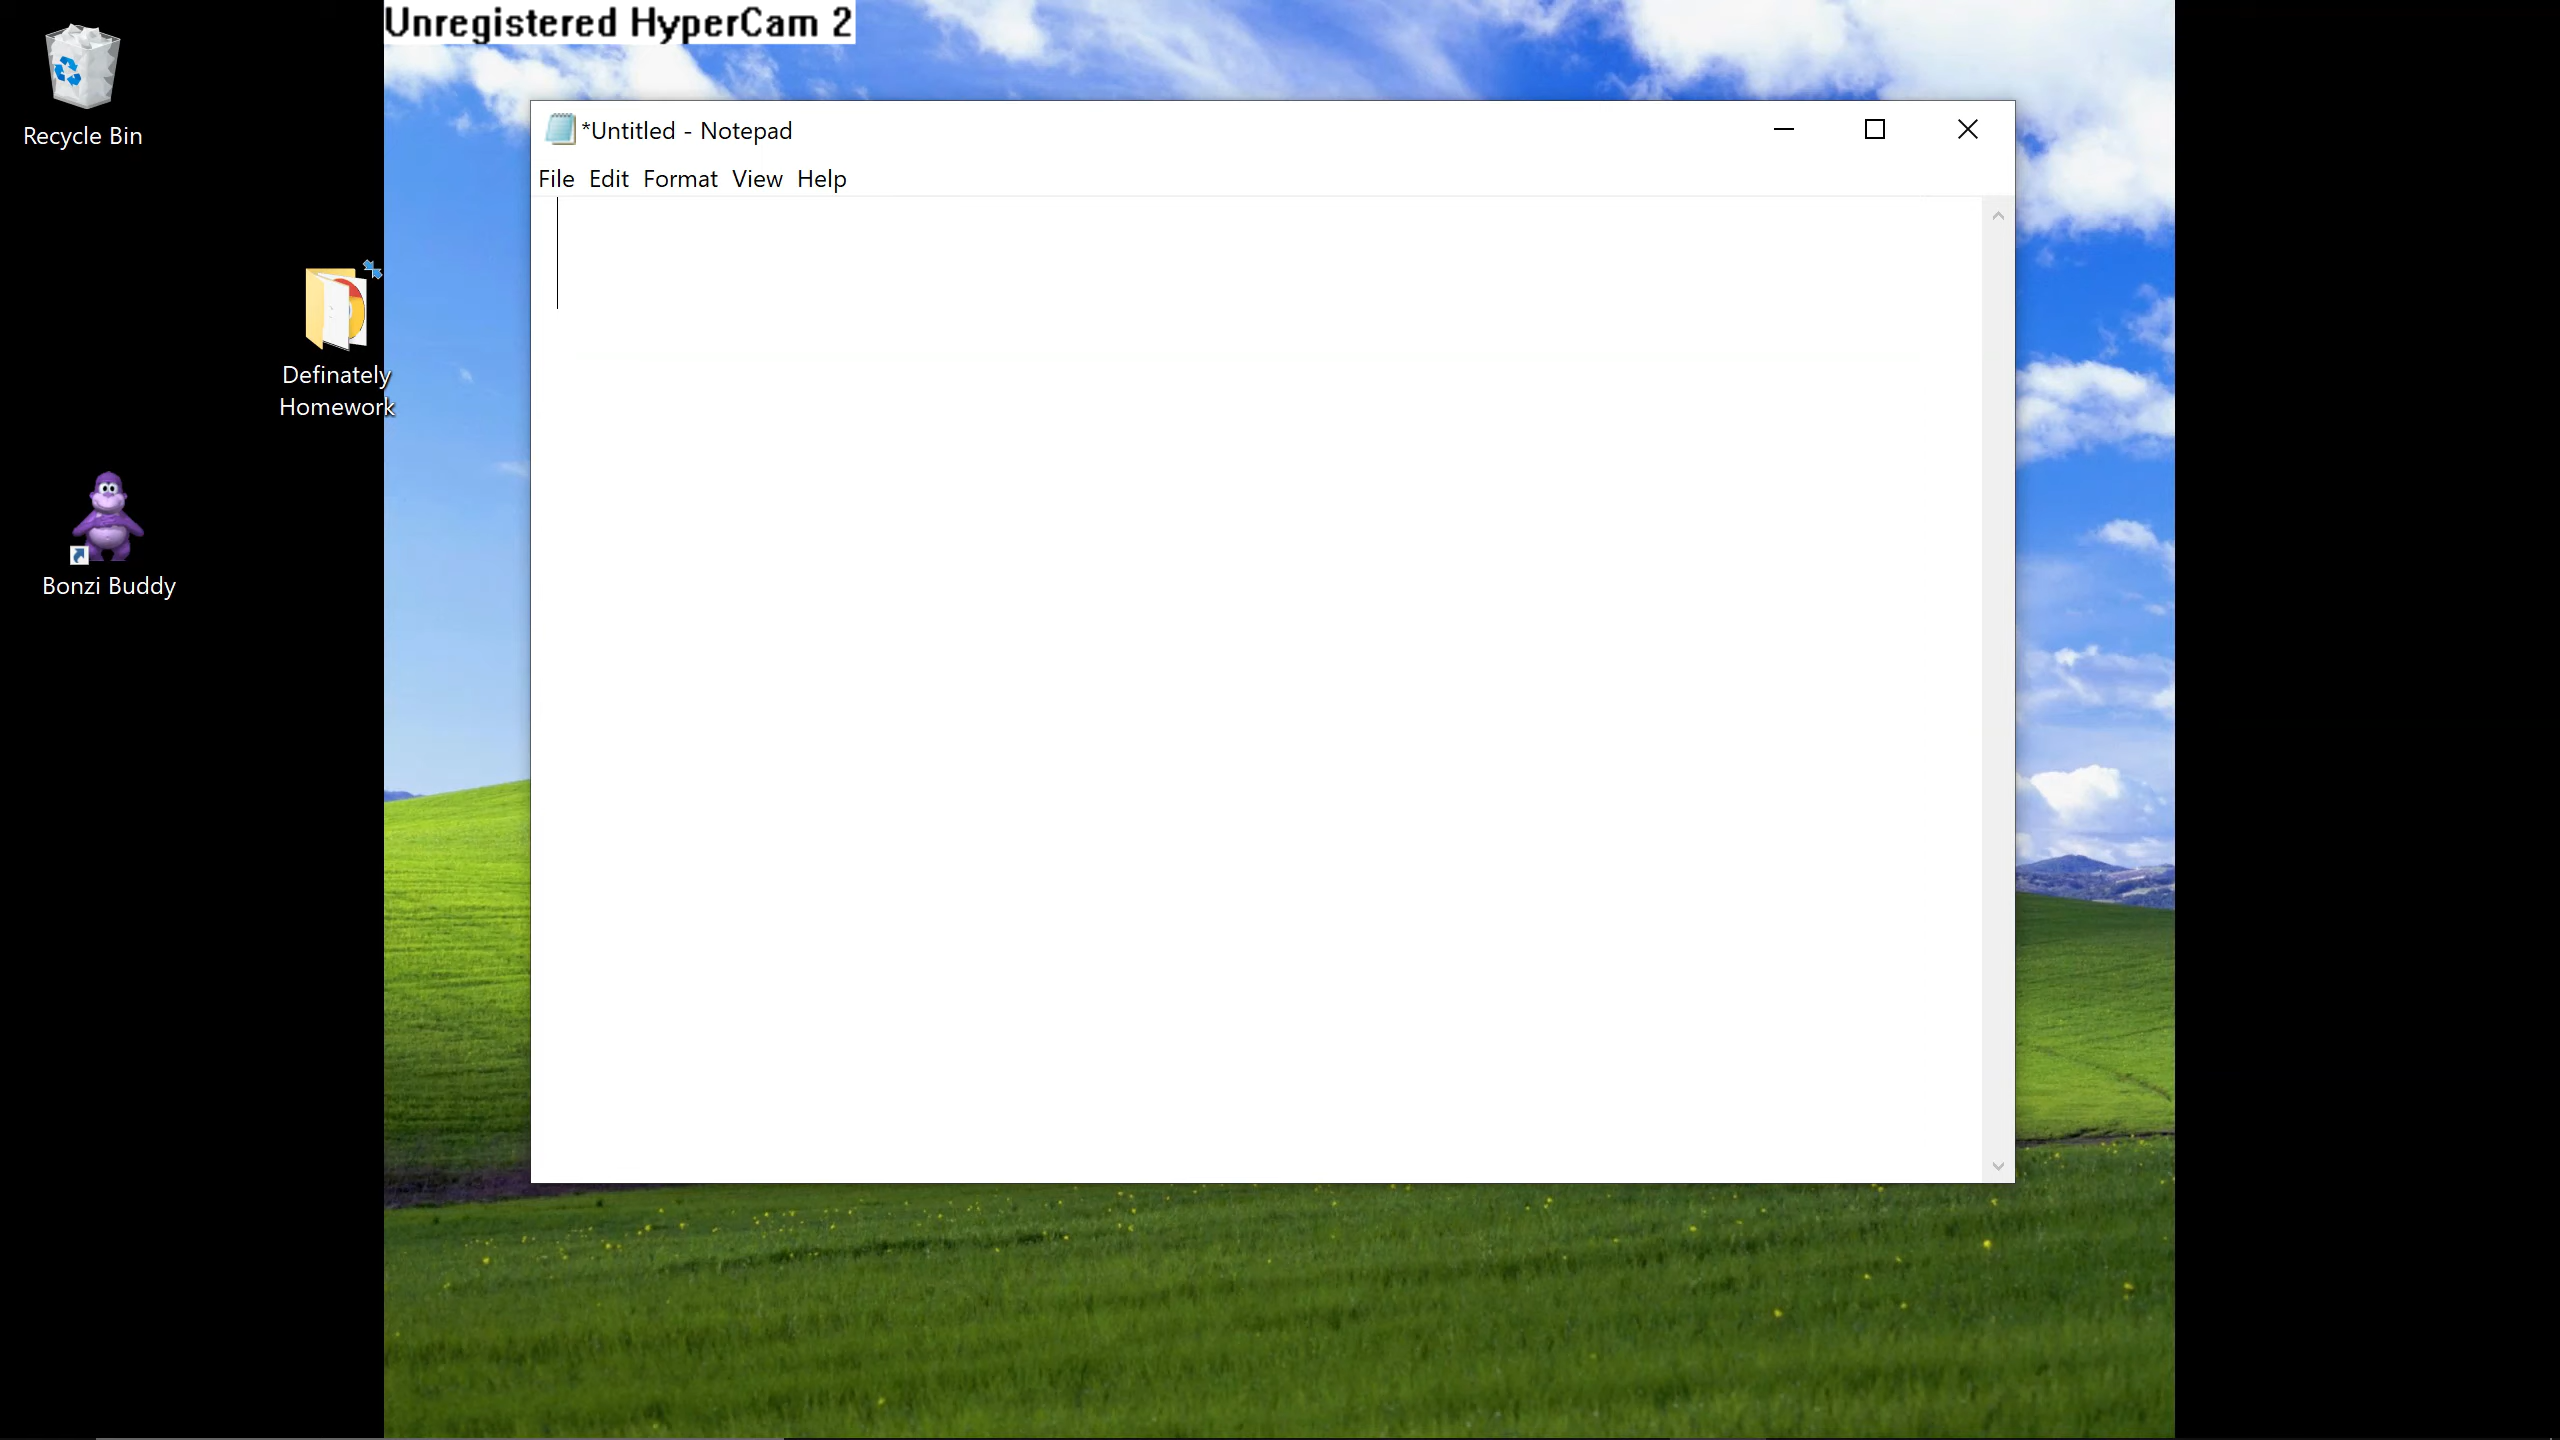 Unregistered HyperCam 2
Recycle Bin
*Untitled - Notepad
File Edit Format View Help
Definately
Homework
Bonzi Buddy